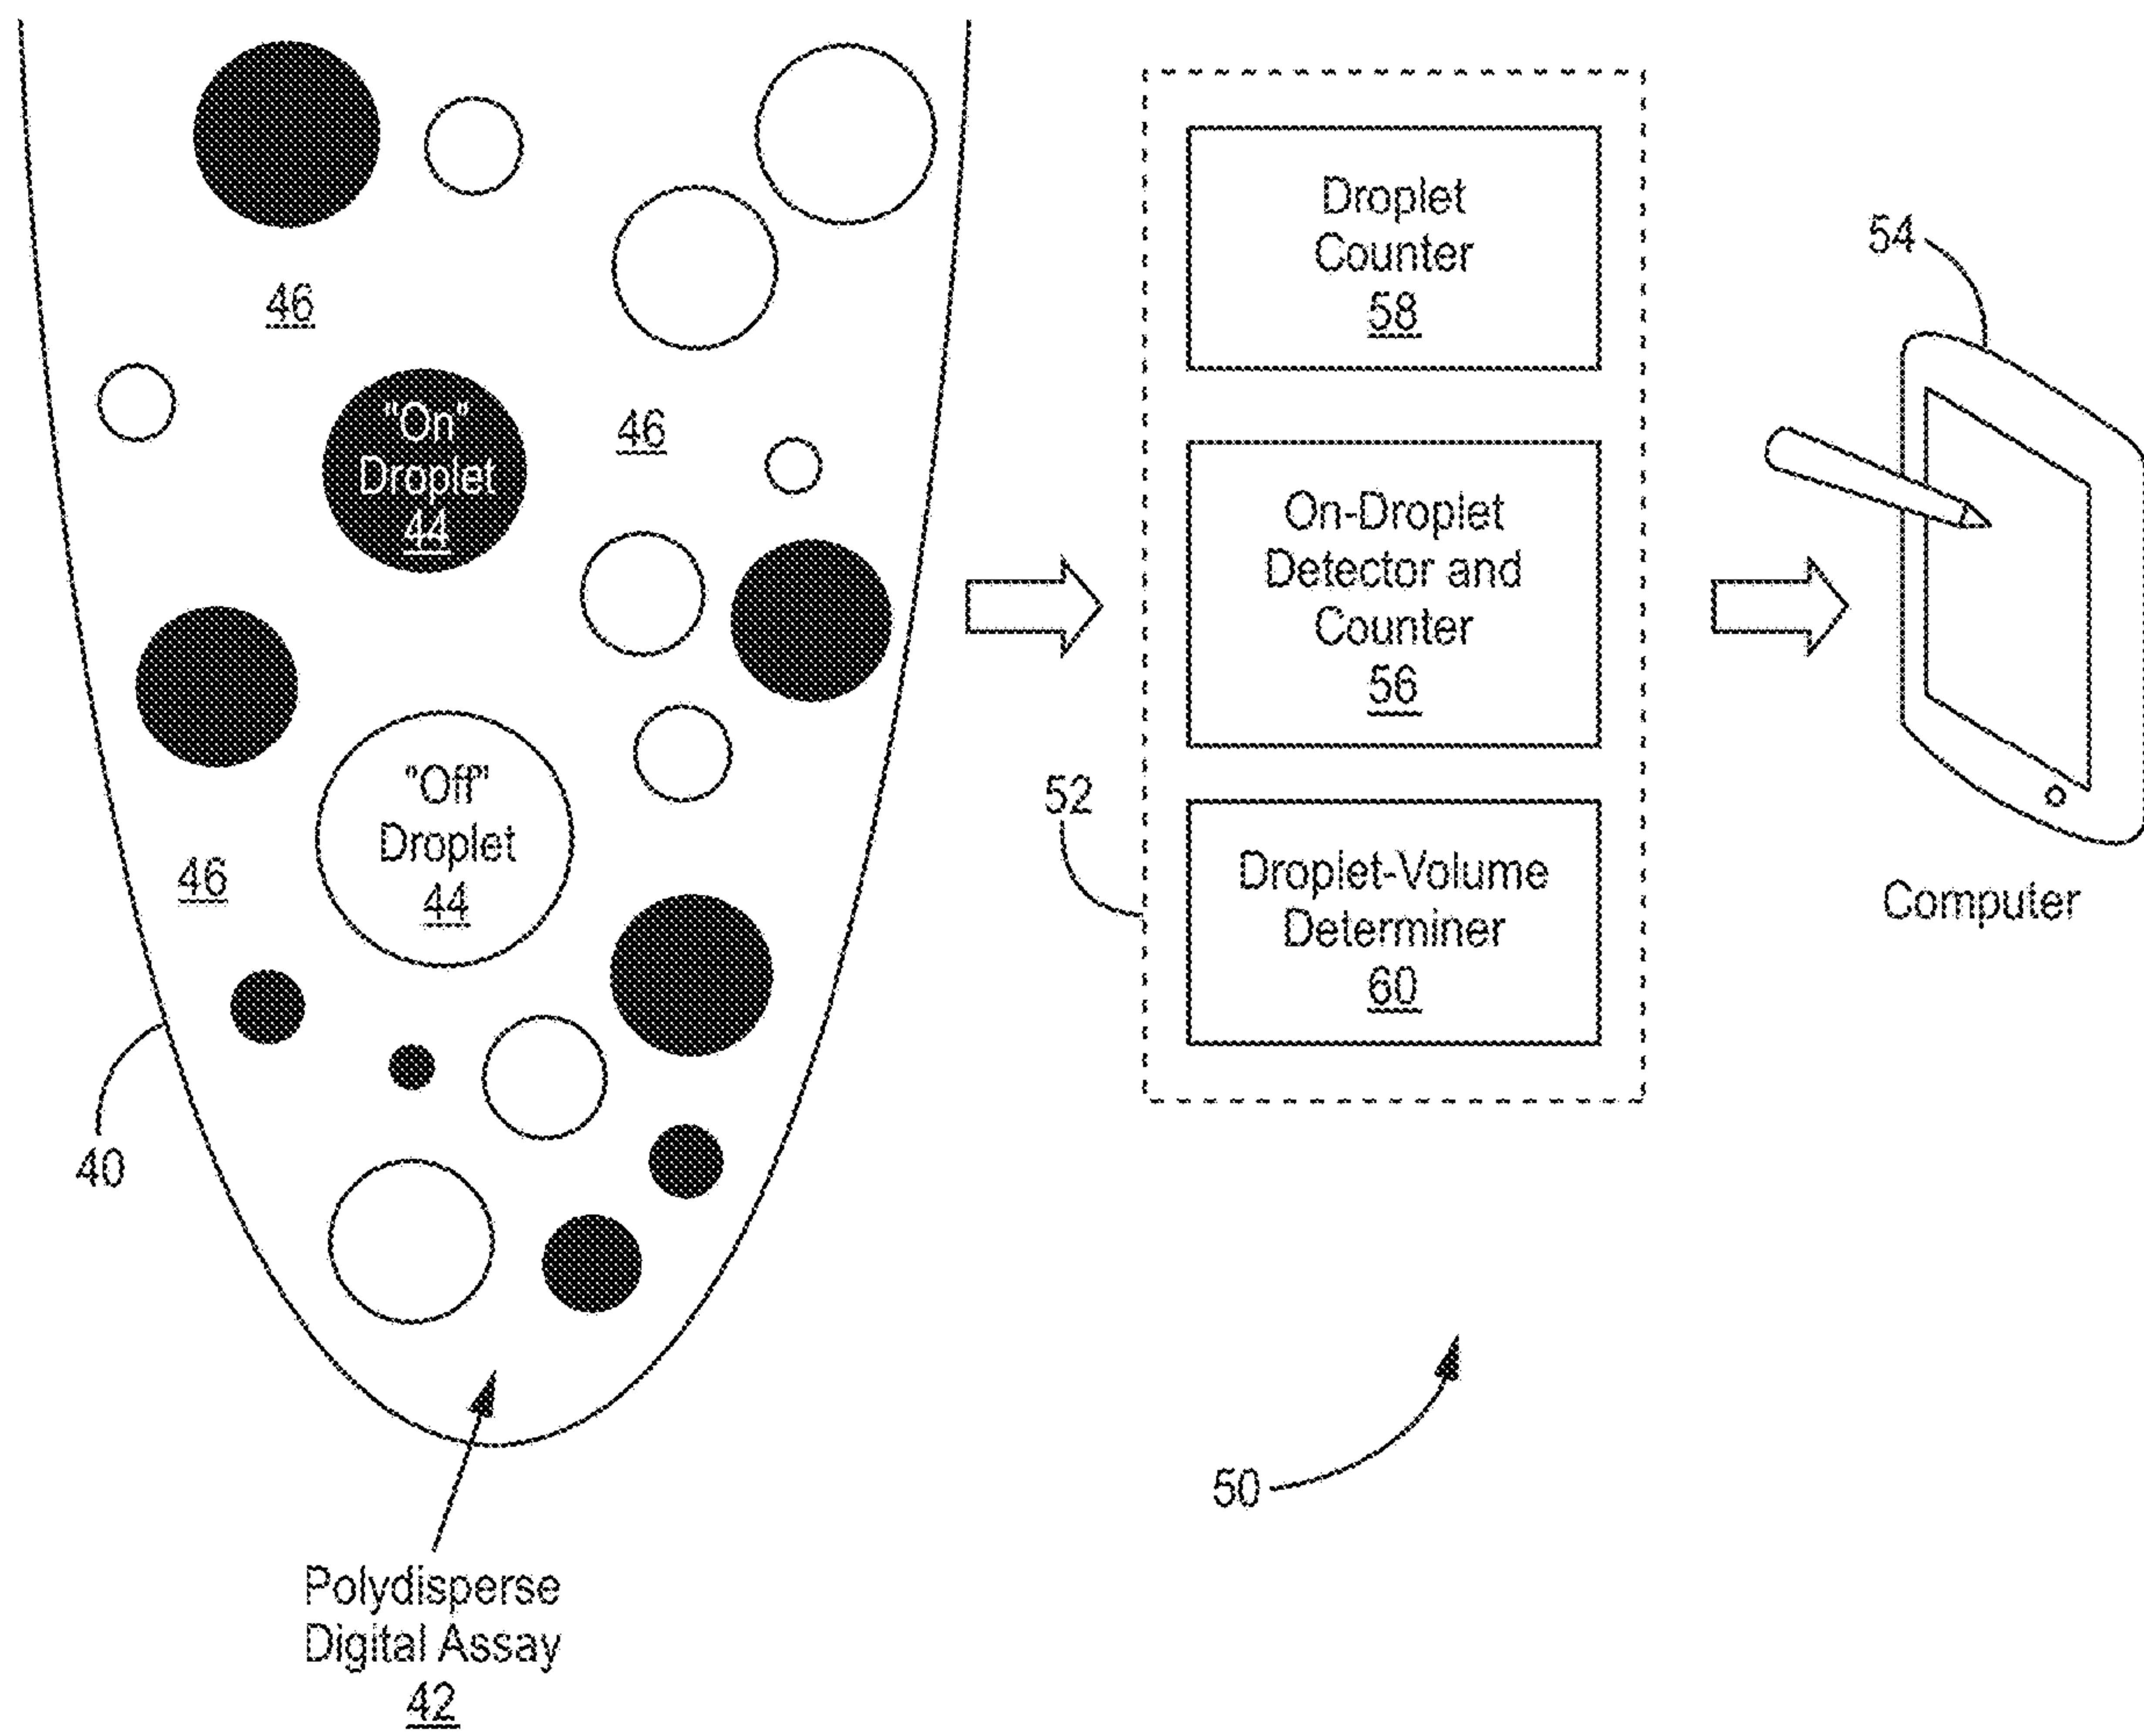 46
46
"On"
Droplet
44
"Off"
Droplet
44
46
40
Polydisperse
Digital Assay
42
Droplet
Counter
58
On-Droplet
Detector and
Counter
56
Droplet-Volume
Determiner
60
52
54
Computer
50